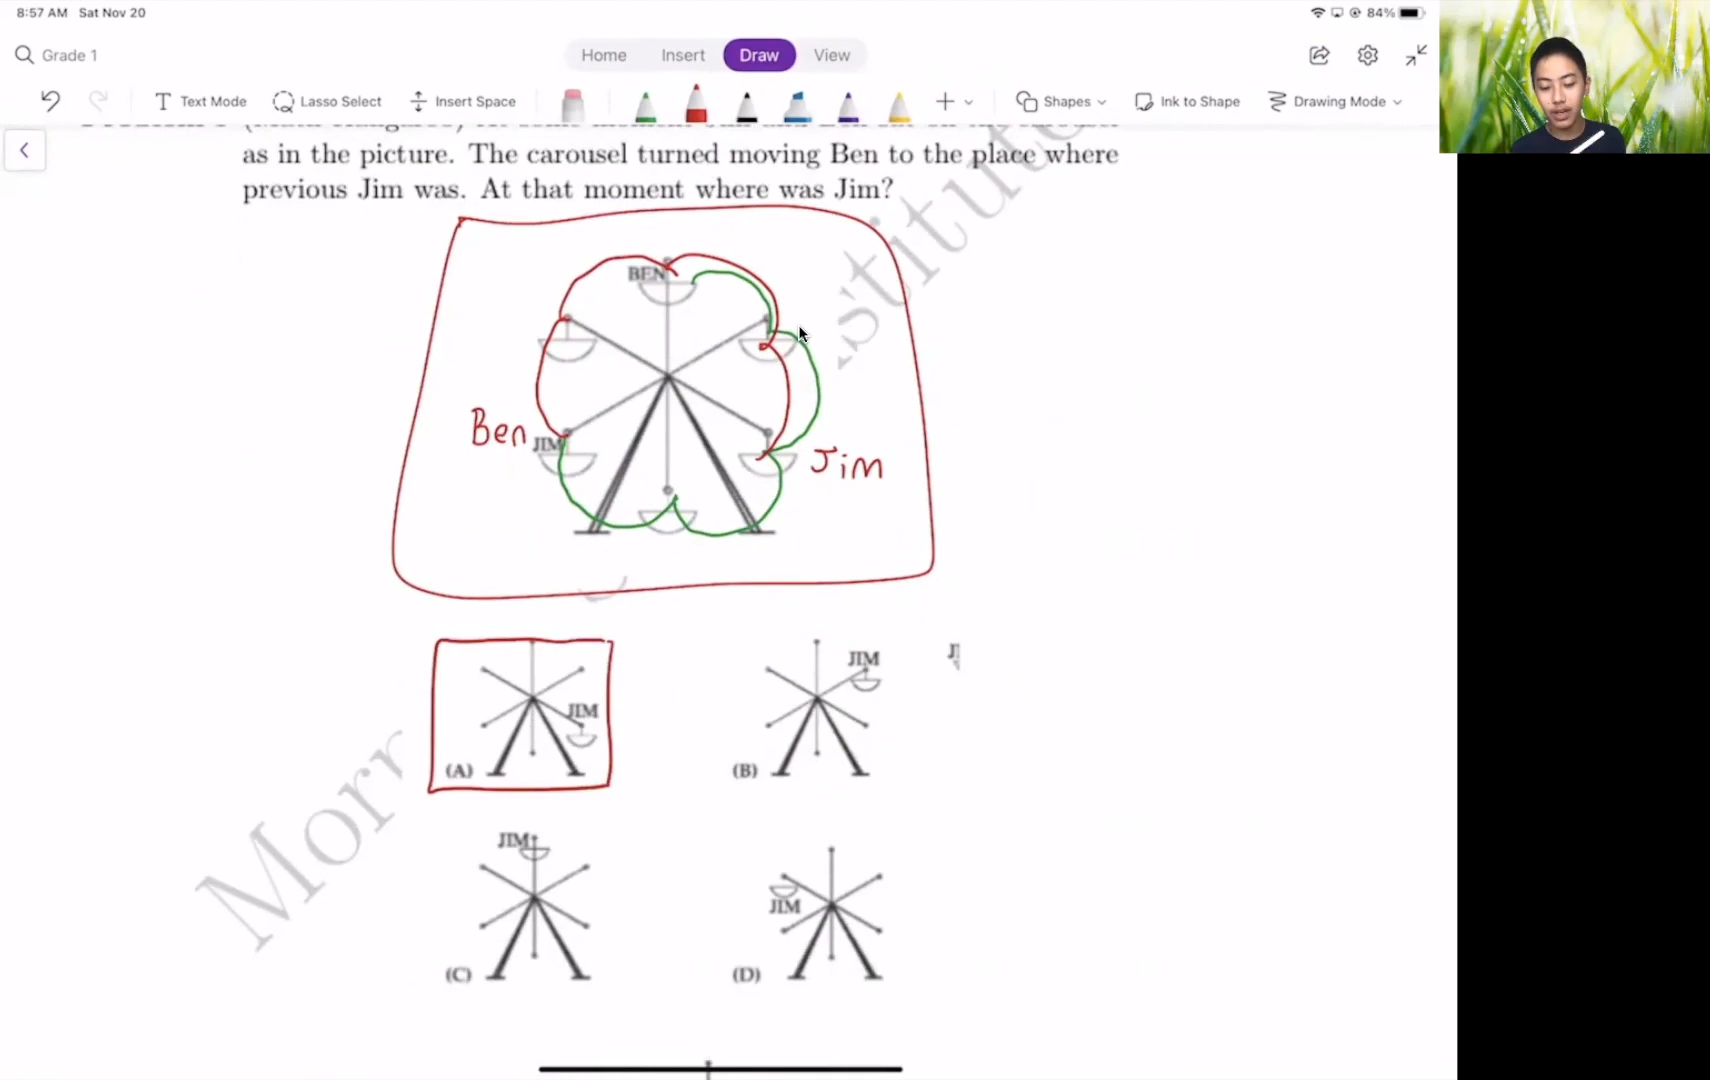 8:57 AM Sat Nov 20
84%
Grade 1
Home Insert Draw View
Text Mode Lasso Select Insert Space Shapes Ink to Shape Drawing Mode
as in the picture. The carousel turned moving Ben to the place where
previous Jim was. At that moment where was Jim?
BEN
Ben
JIM
Jim
JIM
(A)
JIM
(B)
JIM
(C)
JIM
(D)